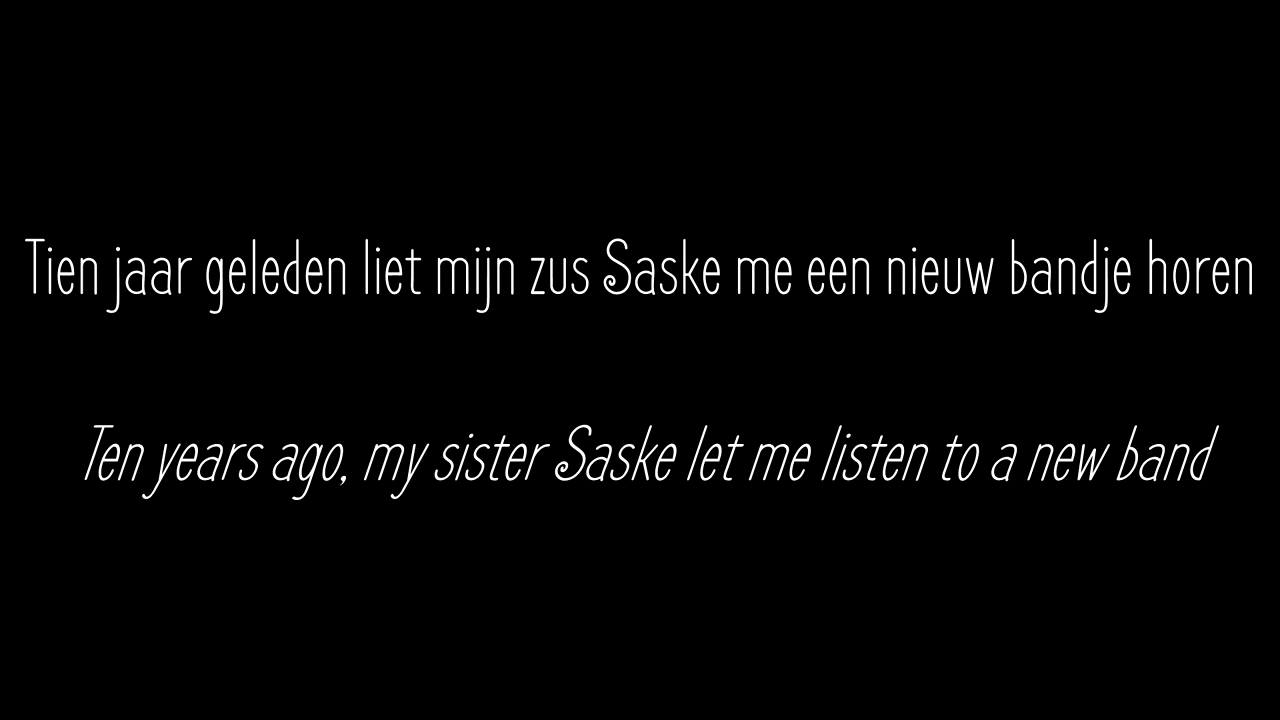 Tien jaar geleden liet mijn zus Saske me een nieuw bandje horen
Ten years ago, my sister Saske let me listen to a new band